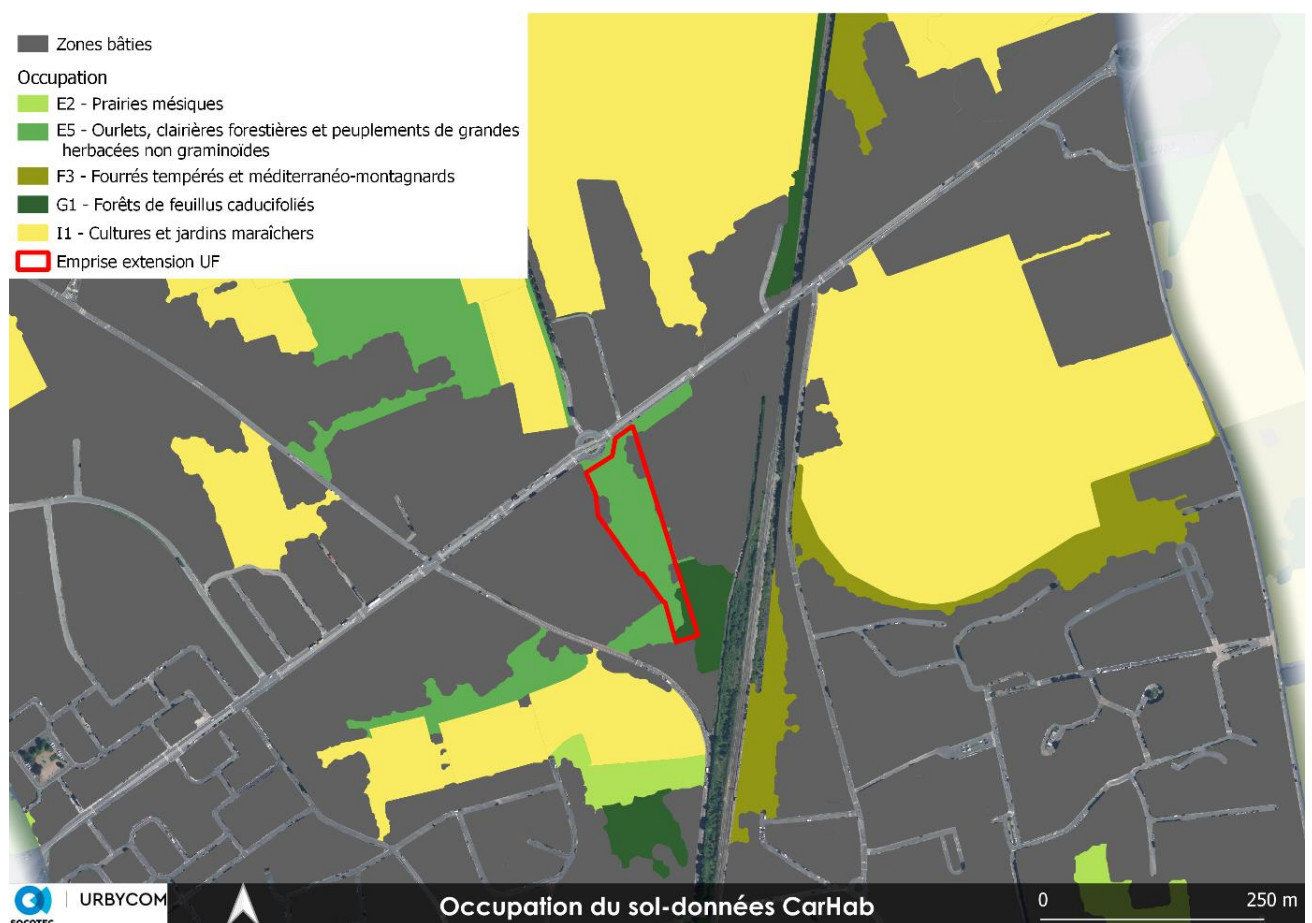 Zones bâties
Occupation
E2 - Prairies mésiques
E5 - Ourlets, clairières forestières et peuplements de grandes
herbacées non graminoïdes
F3 - Fourrés tempérés et méditerranéo-montagnards
G1 - Forêts de feuillus caducifoliés
I1 - Cultures et jardins maraîchers
Emprise extension UF
SOCOTEC
URBYCOM
Occupation du sol-données CarHab
0 250 m